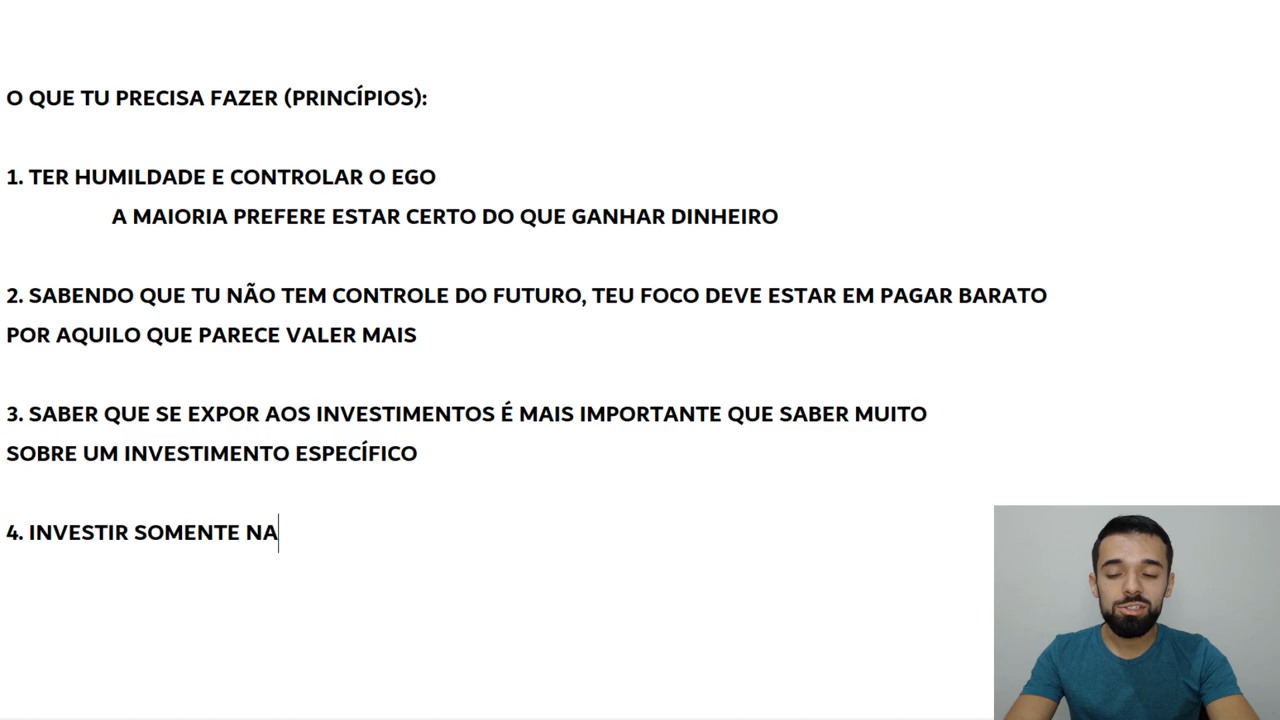 O QUE TU PRECISA FAZER (PRINCÍPIOS):
1. TER HUMILDADE E CONTROLAR O EGO
A MAIORIA PREFERE ESTAR CERTO DO QUE GANHAR DINHEIRO
2. SABENDO QUE TU NÃO TEM CONTROLE DO FUTURO, TEU FOCO DEVE ESTAR EM PAGAR BARATO
POR AQUILO QUE PARECE VALER MAIS
3. SABER QUE SE EXPOR AOS INVESTIMENTOS É MAIS IMPORTANTE QUE SABER MUITO
SOBRE UM INVESTIMENTO ESPECÍFICO
4. INVESTIR SOMENTE NA